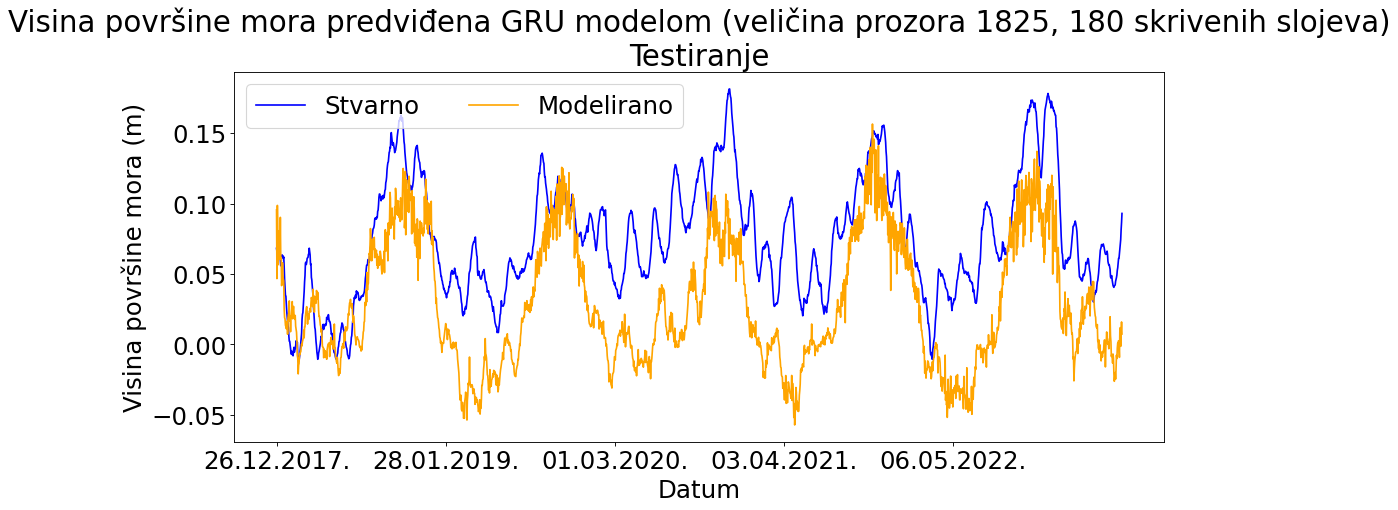 Visina površine mora predviđena GRU modelom (veličina prozora 1825, 180 skrivenih slojeva)
Testiranje
Stvarno Modelirano
Visina površine mora (m)
0.15
0.10
0.05
0.00
−0.05
26.12.2017. 28.01.2019. 01.03.2020. 03.04.2021. 06.05.2022.
Datum